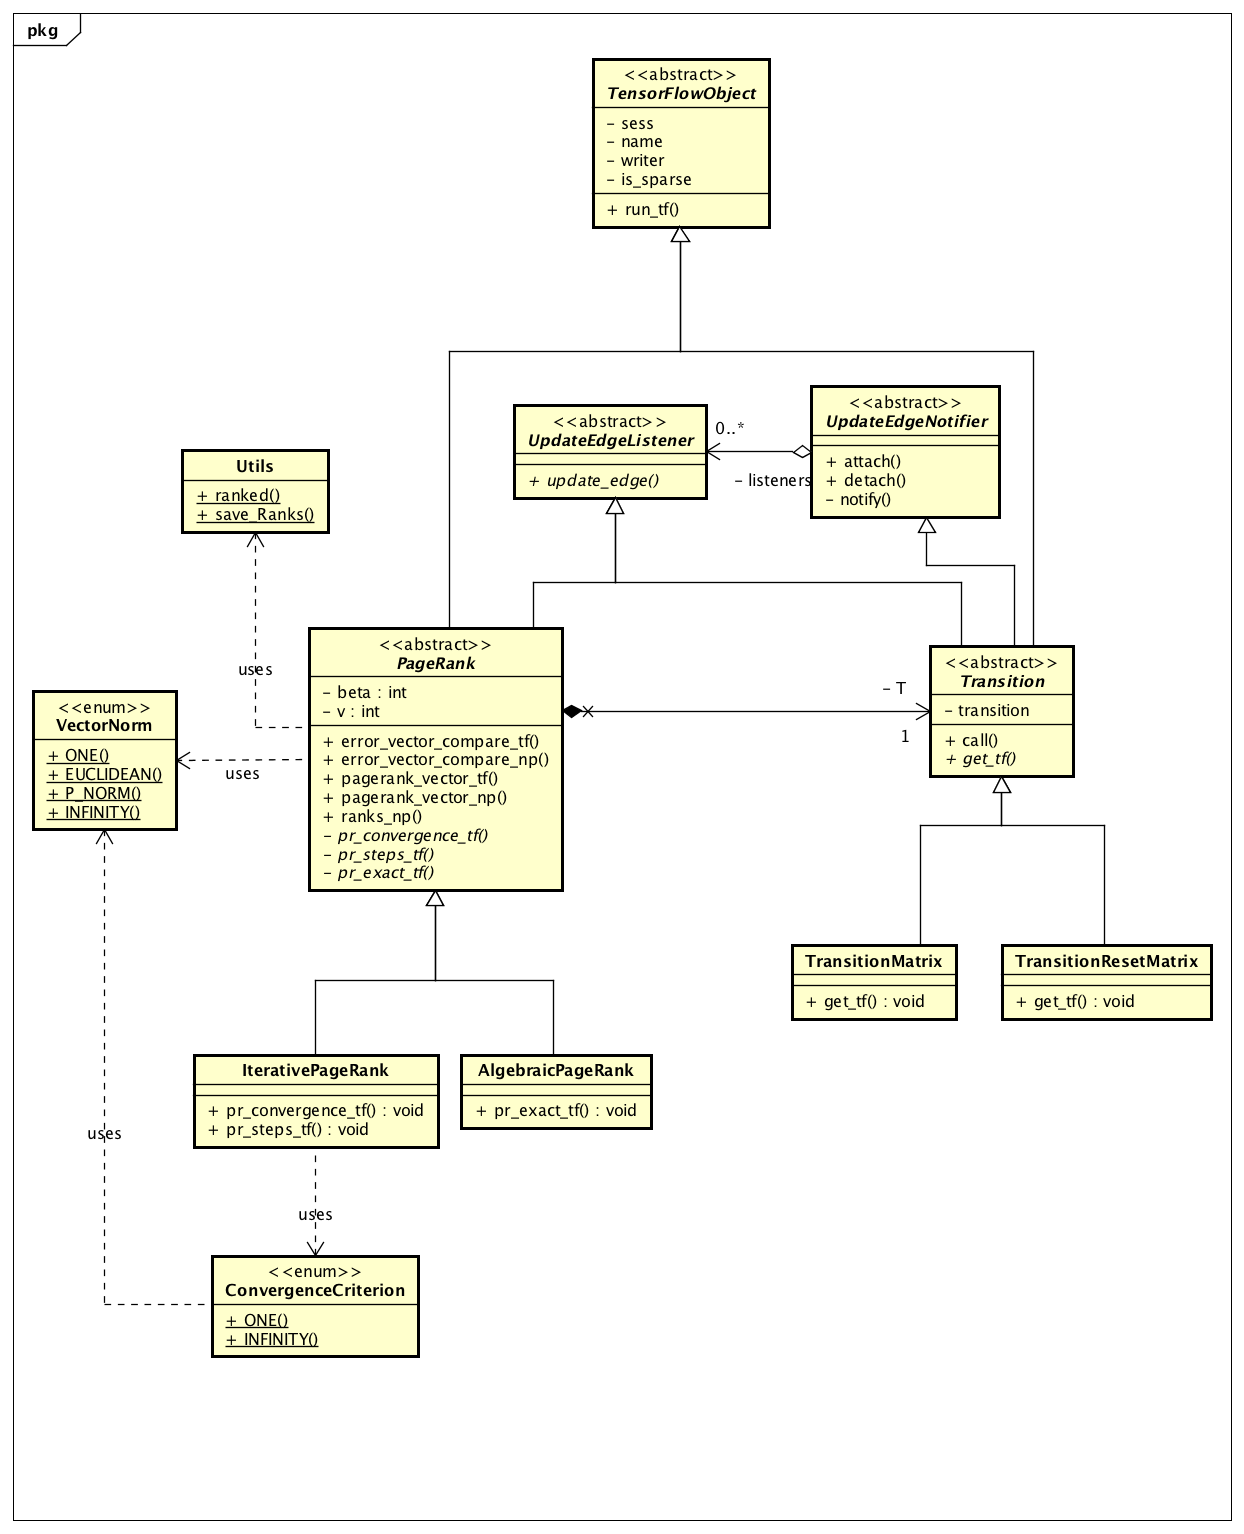 pkg
<<abstract>>
TensorFlowObject
– sess
– name
– writer
– is_sparse
+ run_tf()
<<abstract>>
UpdateEdgeListener
+ update_edge()
0..*
– listeners
<<abstract>>
UpdateEdgeNotifier
+ attach()
+ detach()
– notify()
Utils
+ ranked()
+ save_Ranks()
uses
<<abstract>>
PageRank
– beta : int
– v : int
+ error_vector_compare_tf()
+ error_vector_compare_np()
+ pagerank_vector_tf()
+ pagerank_vector_np()
+ ranks_np()
– pr_convergence_tf()
– pr_steps_tf()
– pr_exact_tf()
– T
1
<<abstract>>
Transition
– transition
+ call()
+ get_tf()
<<enum>>
VectorNorm
+ ONE()
+ EUCLIDEAN()
+ P_NORM()
+ INFINITY()
uses
TransitionMatrix
+ get_tf() : void
TransitionResetMatrix
+ get_tf() : void
IterativePageRank
+ pr_convergence_tf() : void
+ pr_steps_tf() : void
AlgebraicPageRank
+ pr_exact_tf() : void
uses
uses
<<enum>>
ConvergenceCriterion
+ ONE()
+ INFINITY()